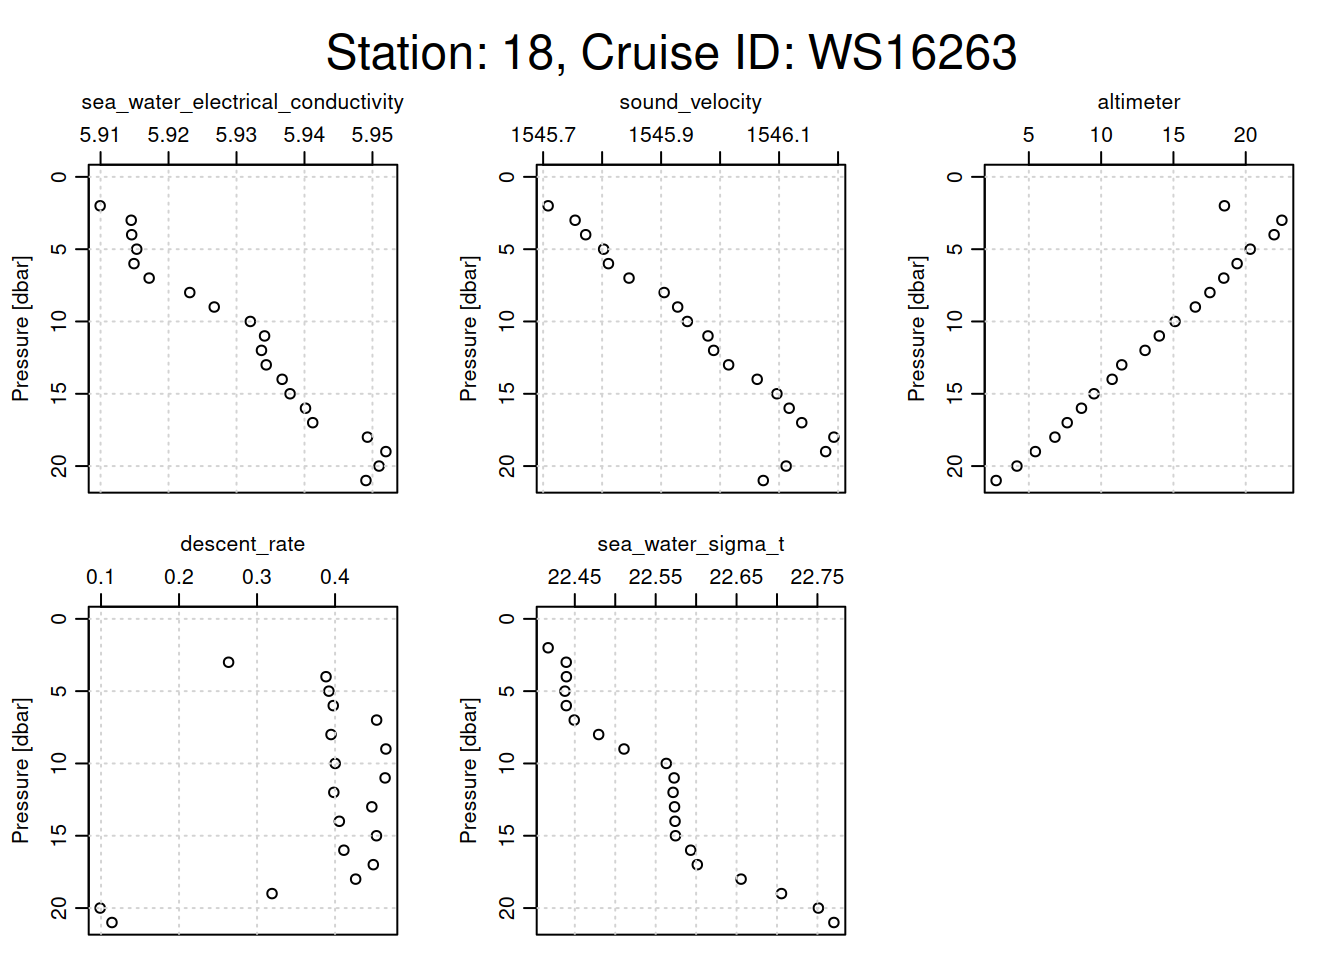 Station: 18, Cruise ID: WS16263
sea_water_electrical_conductivity
5.91 5.92 5.93 5.94 5.95
Pressure [dbar]
0
5
10
15
20
sound_velocity
1545.7 1545.9 1546.1
Pressure [dbar]
0
5
10
15
20
altimeter
5 10 15 20
Pressure [dbar]
0
5
10
15
20
descent_rate
0.1 0.2 0.3 0.4
Pressure [dbar]
0
5
10
15
20
sea_water_sigma_t
22.45 22.55 22.65 22.75
Pressure [dbar]
0
5
10
15
20